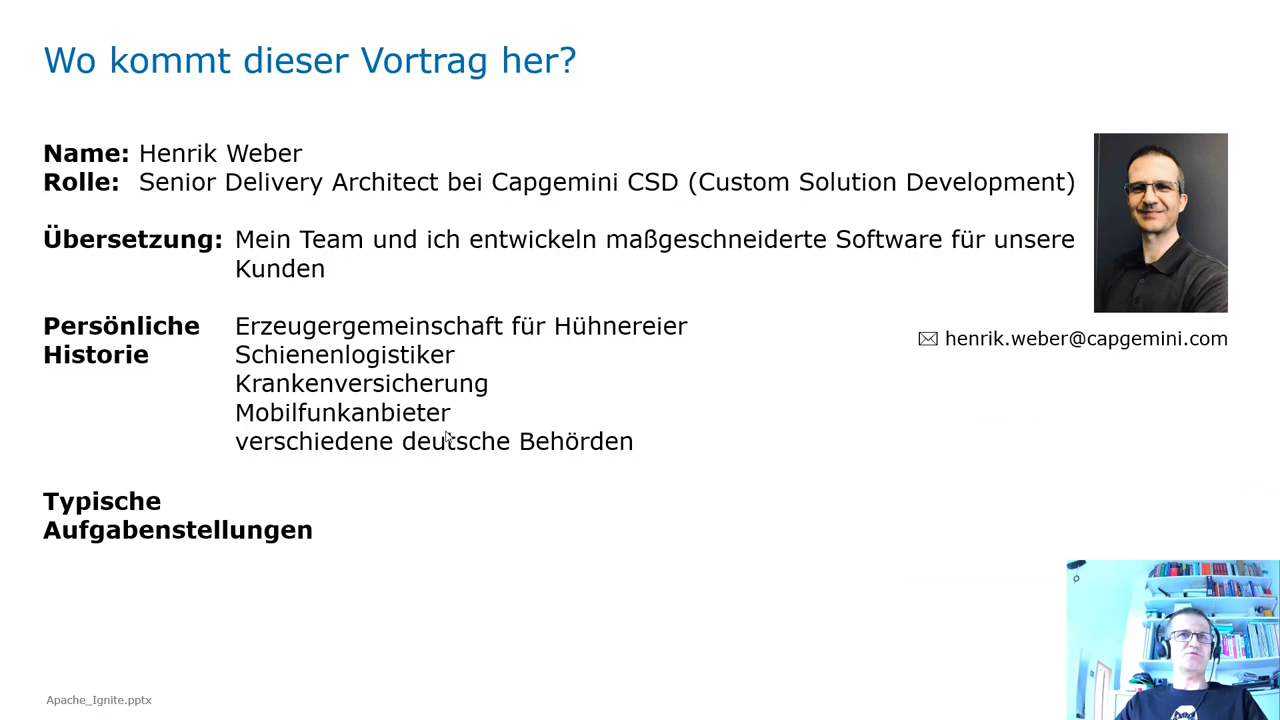 Wo kommt dieser Vortrag her?
Name: Henrik Weber
Rolle: Senior Delivery Architect bei Capgemini CSD (Custom Solution Development)
Übersetzung: Mein Team und ich entwickeln maßgeschneiderte Software für unsere
Kunden
Persönliche Erzeugergemeinschaft für Hühnereier
Historie Schienenlogistiker
Krankenversicherung
Mobilfunkanbieter
verschiedene deutsche Behörden
✉ henrik.weber@capgemini.com
Typische
Aufgabenstellungen
Apache_Ignite.pptx